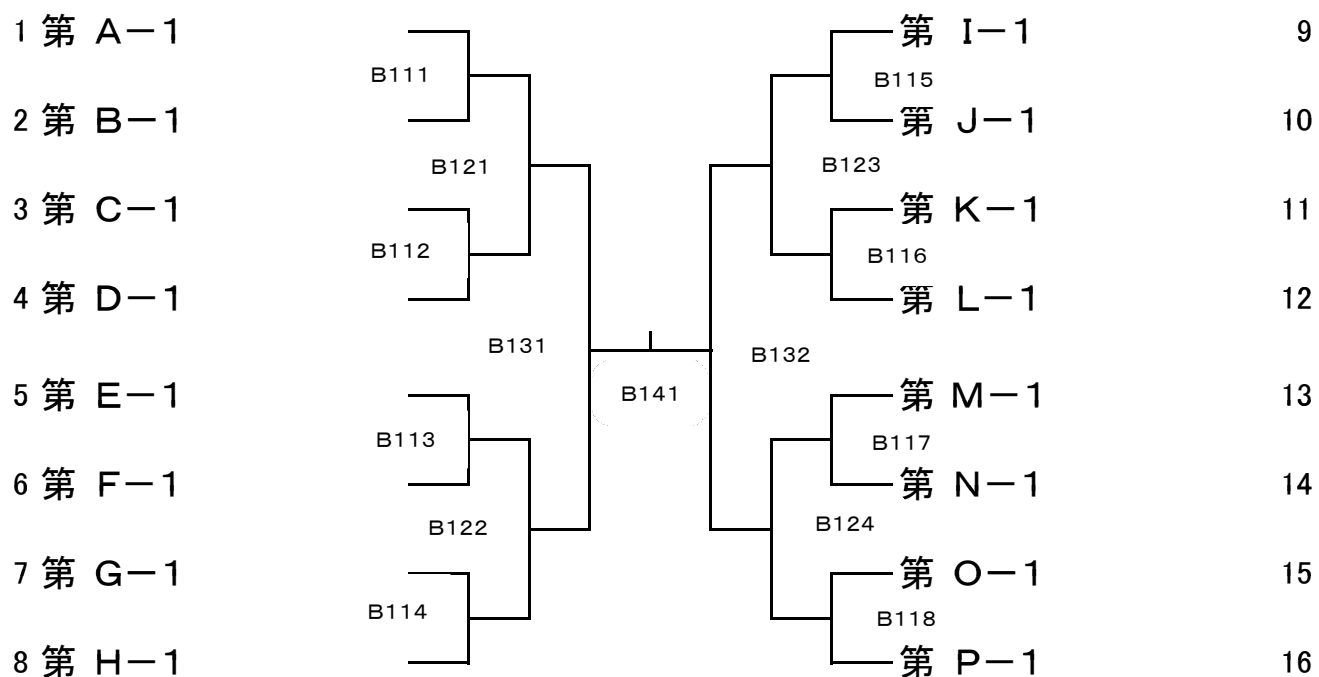 1 第 A－1
B111
2 第 B－1
B121
3 第 C－1
B112
4 第 D－1
B131
5 第 E－1
B113
6 第 F－1
B122
7 第 G－1
B114
8 第 H－1
B141
第 I－1 9
B115
第 J－1 10
B123
第 K－1 11
B116
第 L－1 12
B132
第 M－1 13
B117
第 N－1 14
B124
第 O－1 15
B118
第 P－1 16